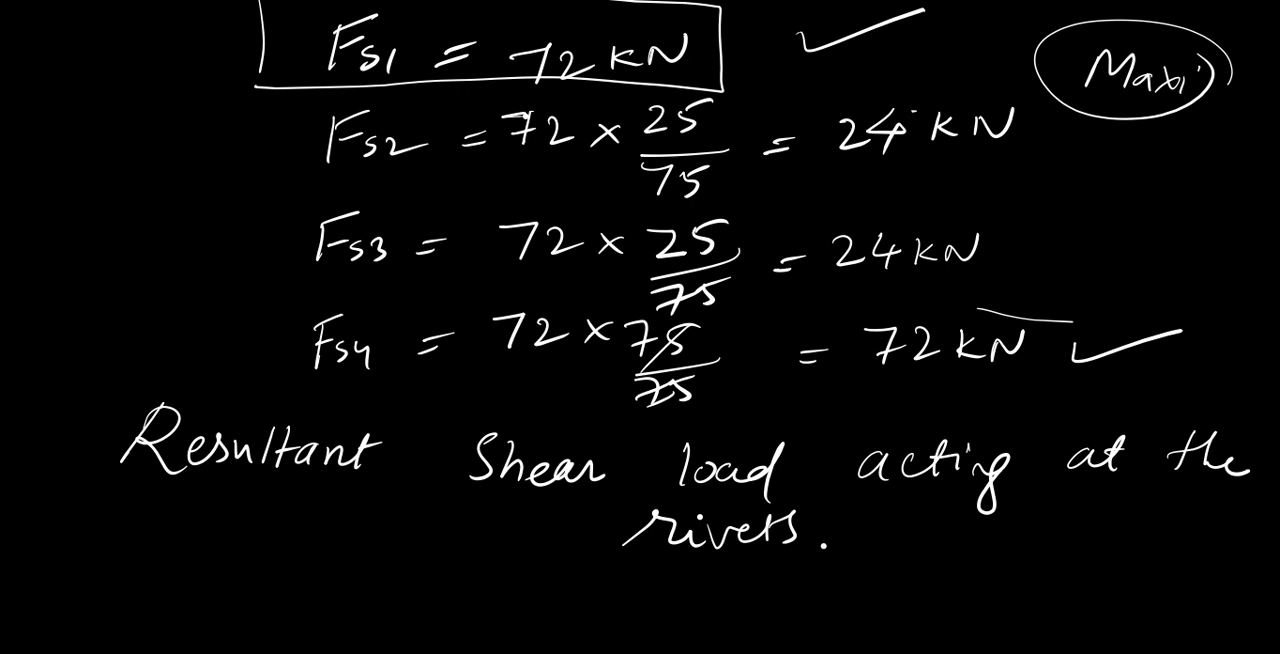 Fs1 = 72 KN
Maxi
Fs2 = 72 × 25/75 = 24 KN
Fs3 = 72 × 25/75 = 24 KN
Fs4 = 72 × 75/75 = 72 KN
Resultant Shear load acting at the
rivets.